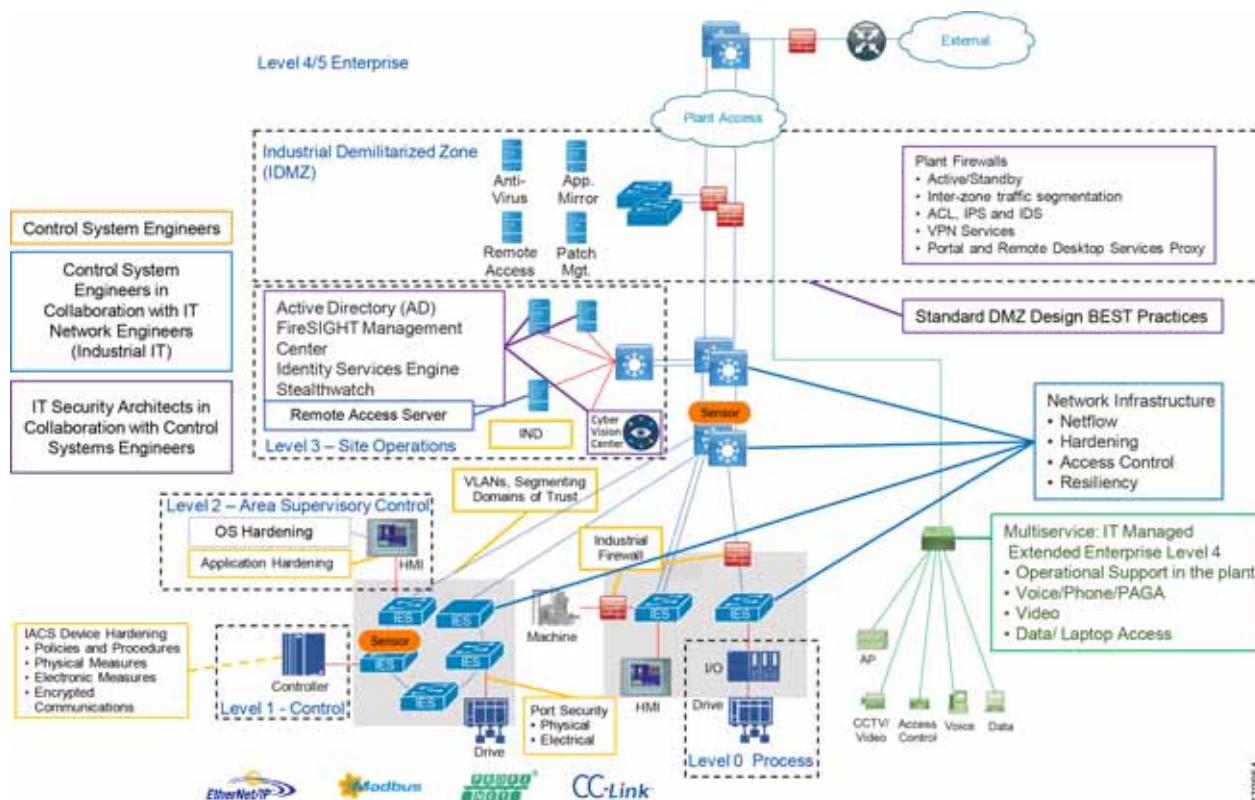 External
Level 4/5 Enterprise
Plant Access
Industrial Demilitarized Zone
(IDMZ)
Anti-
Virus
App.
Mirror
Remote
Access
Patch
Mgt.
Plant Firewalls
• Active/Standby
• Inter-zone traffic segmentation
• ACL, IPS and IDS
• VPN Services
• Portal and Remote Desktop Services Proxy
Standard DMZ Design BEST Practices
Control System Engineers
Control System
Engineers in
Collaboration with IT
Network Engineers
(Industrial IT)
IT Security Architects in
Collaboration with Control
Systems Engineers
Active Directory (AD)
FireSIGHT Management
Center
Identity Services Engine
Stealthwatch
Remote Access Server
IND
Cyber
Vision
Center
Level 3 – Site Operations
Sensor
Network Infrastructure
• Netflow
• Hardening
• Access Control
• Resiliency
VLANs, Segmenting
Domains of Trust
Level 2 – Area Supervisory Control
OS Hardening
Application Hardening
HMI
Industrial
Firewall
Multiservice: IT Managed
Extended Enterprise Level 4
• Operational Support in the plant
• Voice/Phone/PAGA
• Video
• Data/ Laptop Access
IES
IES
IES
IES
Machine
Sensor
IES
IES
IES
IACS Device Hardening
• Policies and Procedures
• Physical Measures
• Electronic Measures
• Encrypted
Communications
Controller
Level 1 - Control
Drive
Port Security
• Physical
• Electrical
HMI
I/O
Drive
Level 0 Process
AP
CCTV/
Video
Access
Control
Voice
Data
EtherNet/IP
Modbus
PROFI
NET
CC-Link